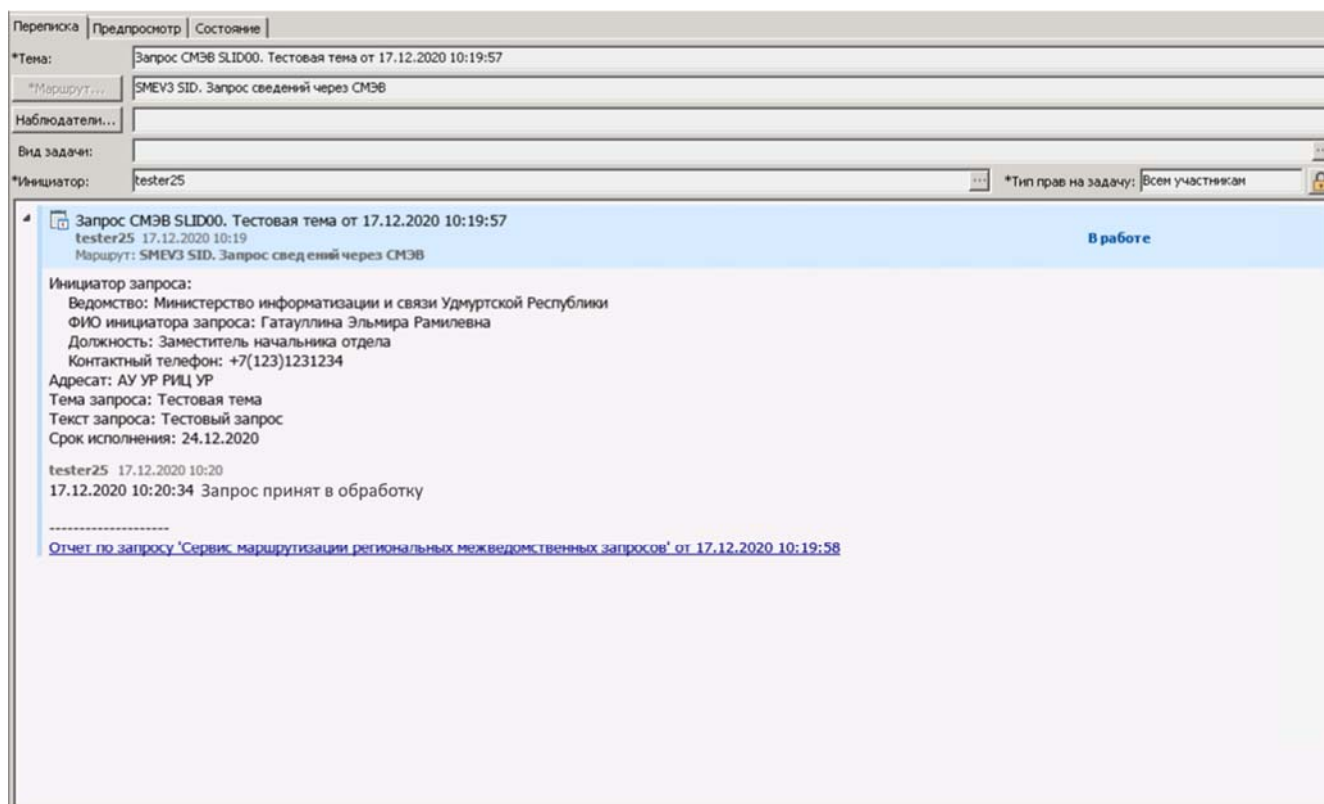 Переписка Предпросмотр Состояние
*Тема: Запрос СМЭВ SLID00. Тестовая тема от 17.12.2020 10:19:57
*Маршрут... SMEV3 SID. Запрос сведений через СМЭВ
Наблюдатели...
Вид задачи: ...
*Инициатор: tester25 ... *Тип прав на задачу: Всем участникам
Запрос СМЭВ SLID00. Тестовая тема от 17.12.2020 10:19:57
tester25 17.12.2020 10:19 В работе
Маршрут: SMEV3 SID. Запрос сведений через СМЭВ
Инициатор запроса:
Ведомство: Министерство информатизации и связи Удмуртской Республики
ФИО инициатора запроса: Гатауллина Эльмира Рамилевна
Должность: Заместитель начальника отдела
Контактный телефон: +7(123)1231234
Адресат: АУ УР РИЦ УР
Тема запроса: Тестовая тема
Текст запроса: Тестовый запрос
Срок исполнения: 24.12.2020
tester25 17.12.2020 10:20
17.12.2020 10:20:34 Запрос принят в обработку
--------------------
Отчет по запросу 'Сервис маршрутизации региональных межведомственных запросов' от 17.12.2020 10:19:58